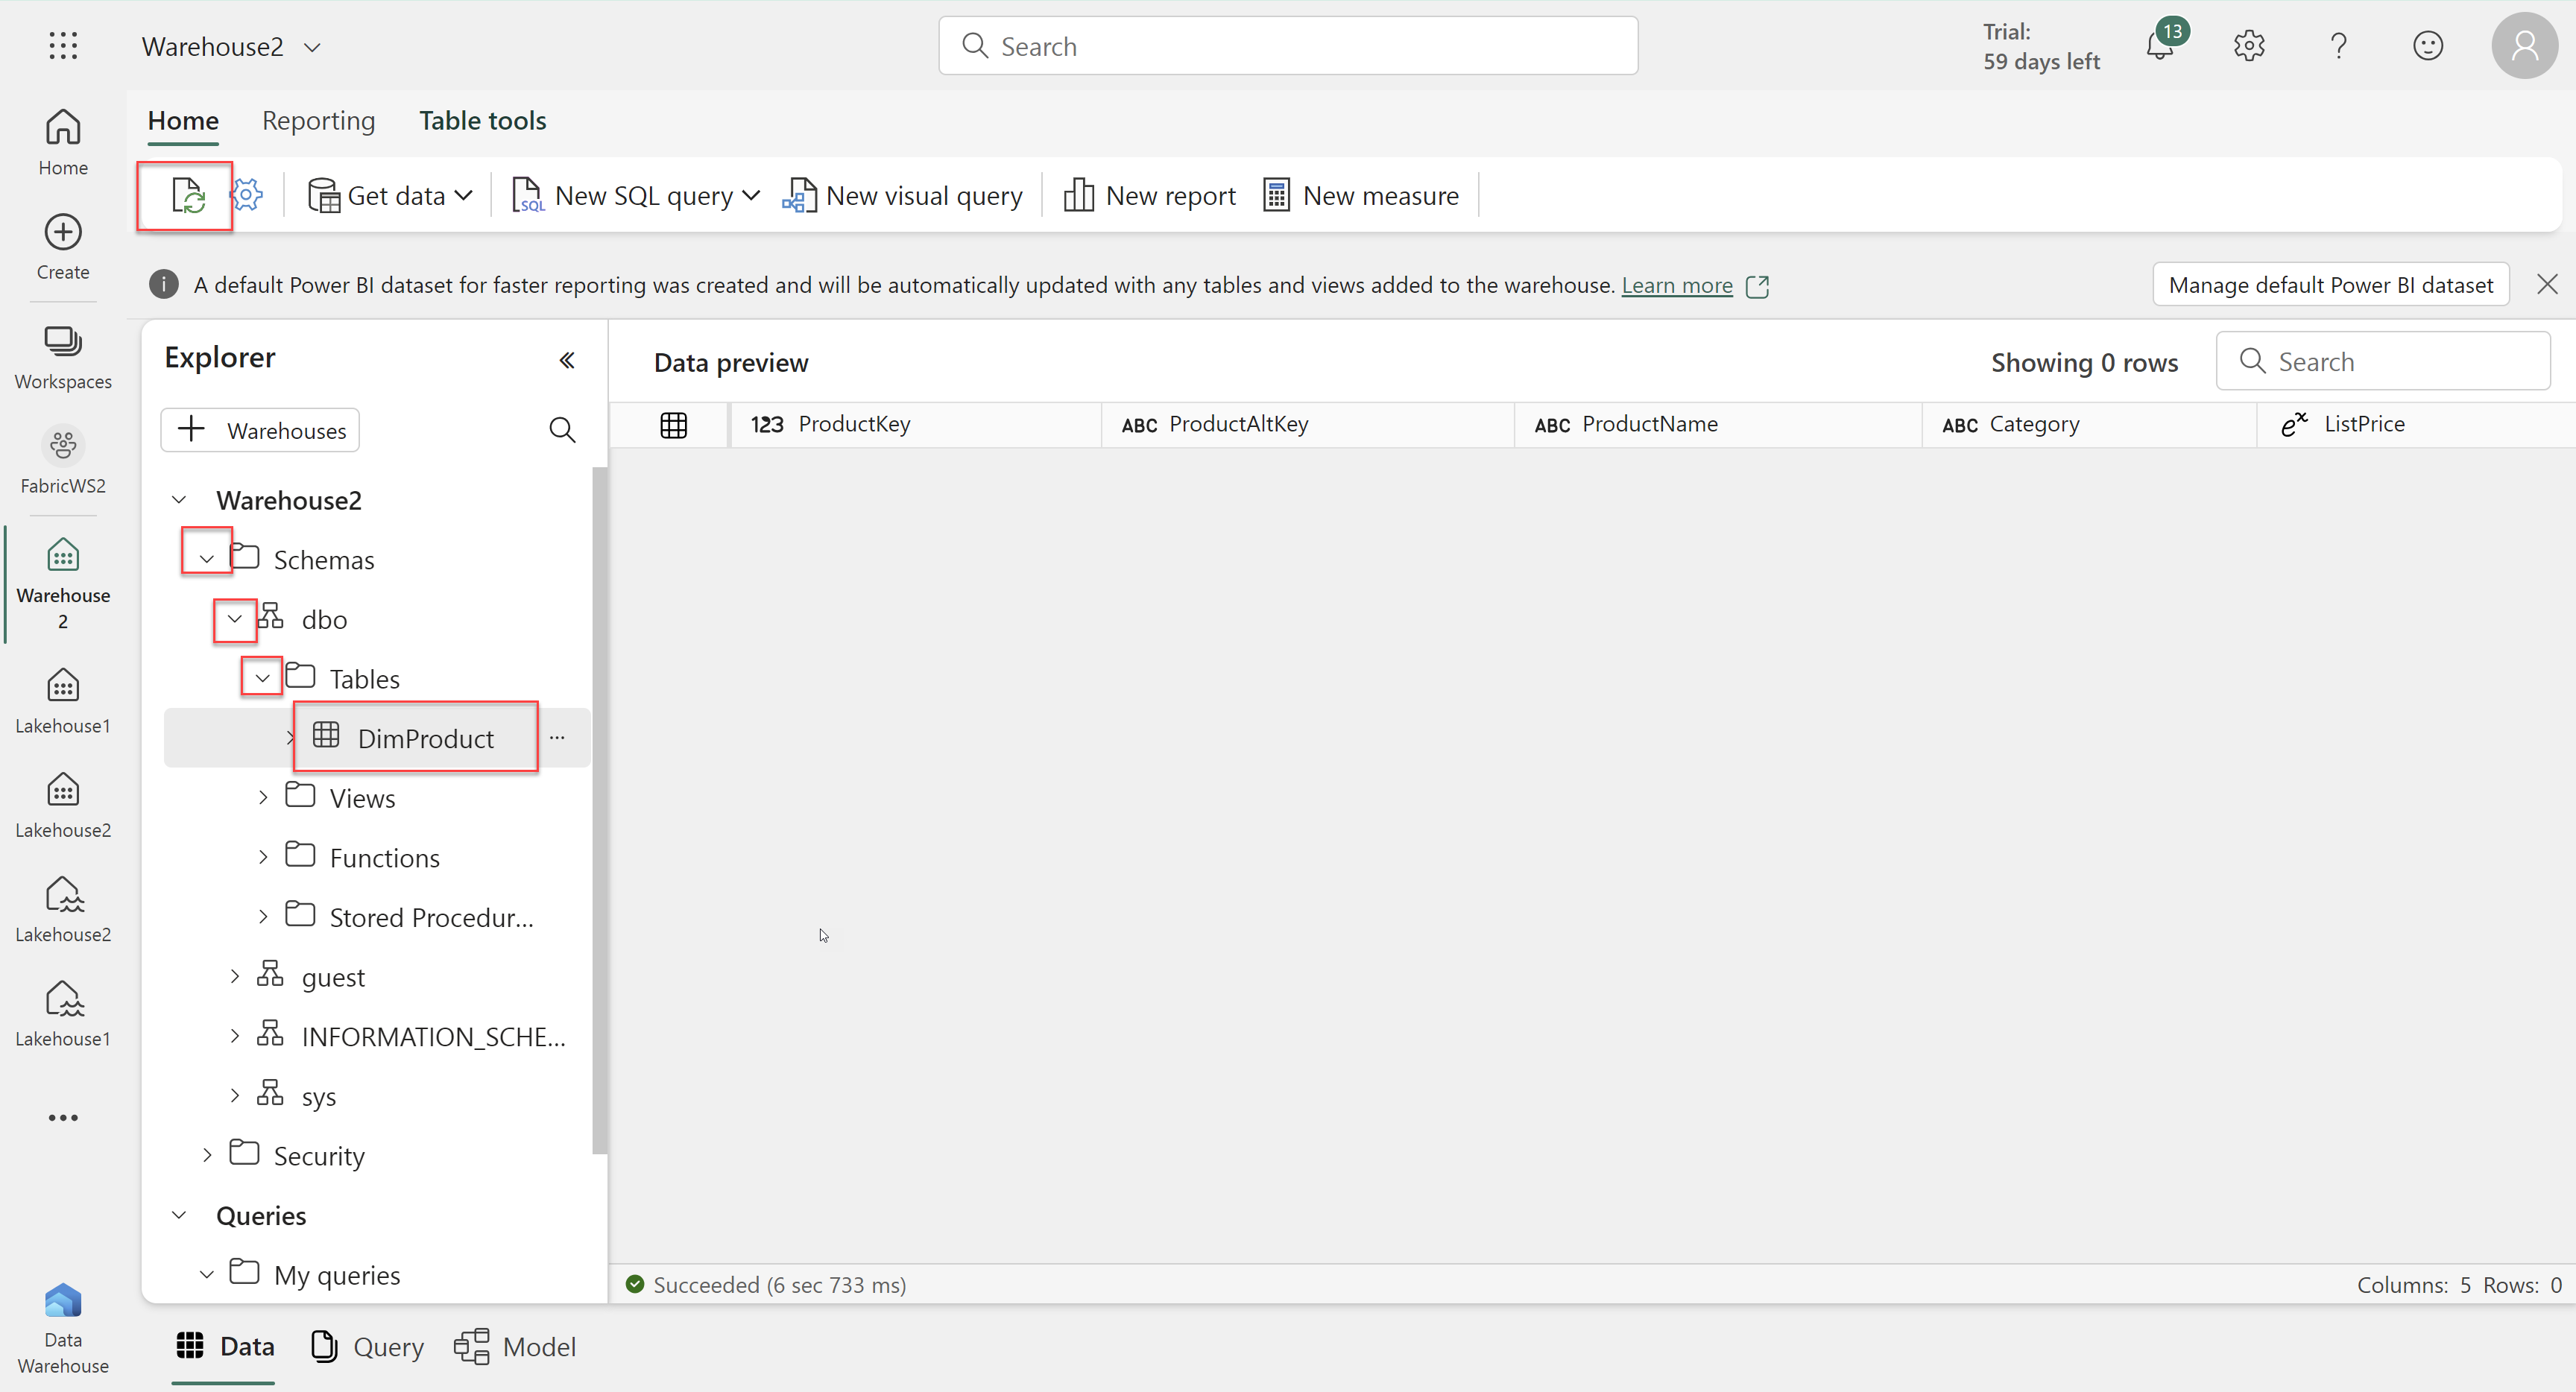 Warehouse2
Search
Trial:
59 days left
13
Home
Create
Workspaces
FabricWS2
Warehouse
2
Lakehouse1
Lakehouse2
Lakehouse2
Lakehouse1
Data
Warehouse
Home Reporting Table tools
Get data
SQL
New SQL query
New visual query
New report
New measure
A default Power BI dataset for faster reporting was created and will be automatically updated with any tables and views added to the warehouse. Learn more
Manage default Power BI dataset
Explorer
Warehouses
Warehouse2
Schemas
dbo
Tables
DimProduct
Views
Functions
Stored Procedur...
guest
INFORMATION_SCHE...
sys
Security
Queries
My queries
Data preview
Showing 0 rows
Search
123 ProductKey
ABC ProductAltKey
ABC ProductName
ABC Category
ex ListPrice
Succeeded (6 sec 733 ms)
Columns: 5 Rows: 0
Data Query Model